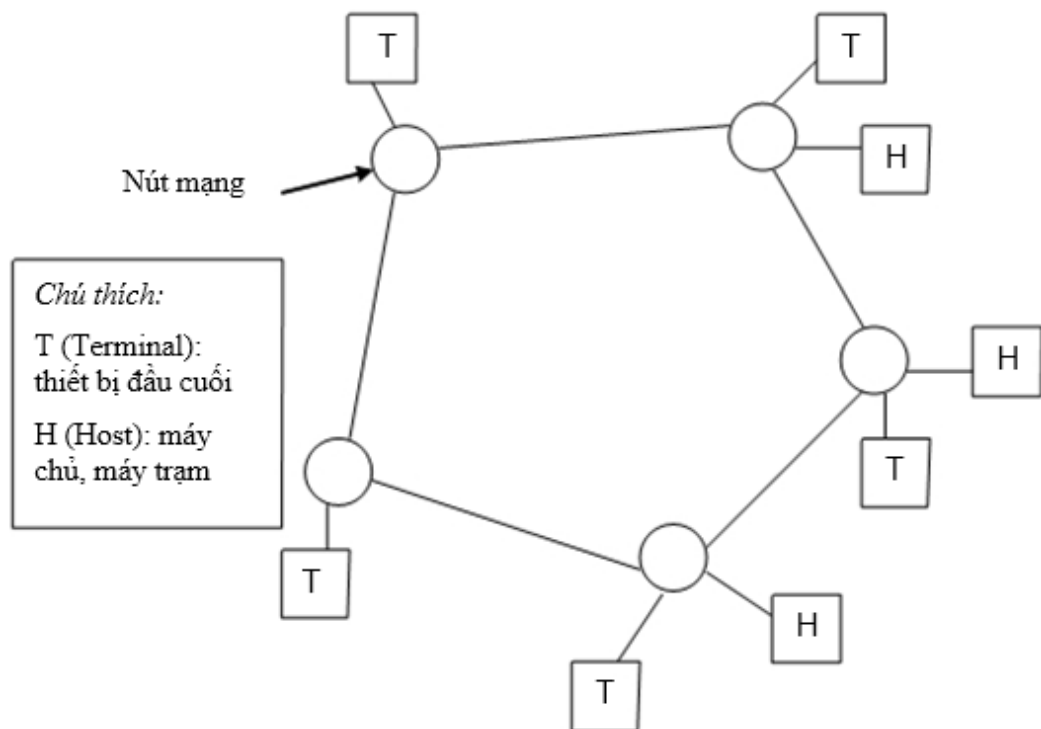 T
T
H
Nút mạng
Chú thích:
T (Terminal):
thiết bị đầu cuối
H (Host): máy
chủ, máy trạm
H
T
T
H
T